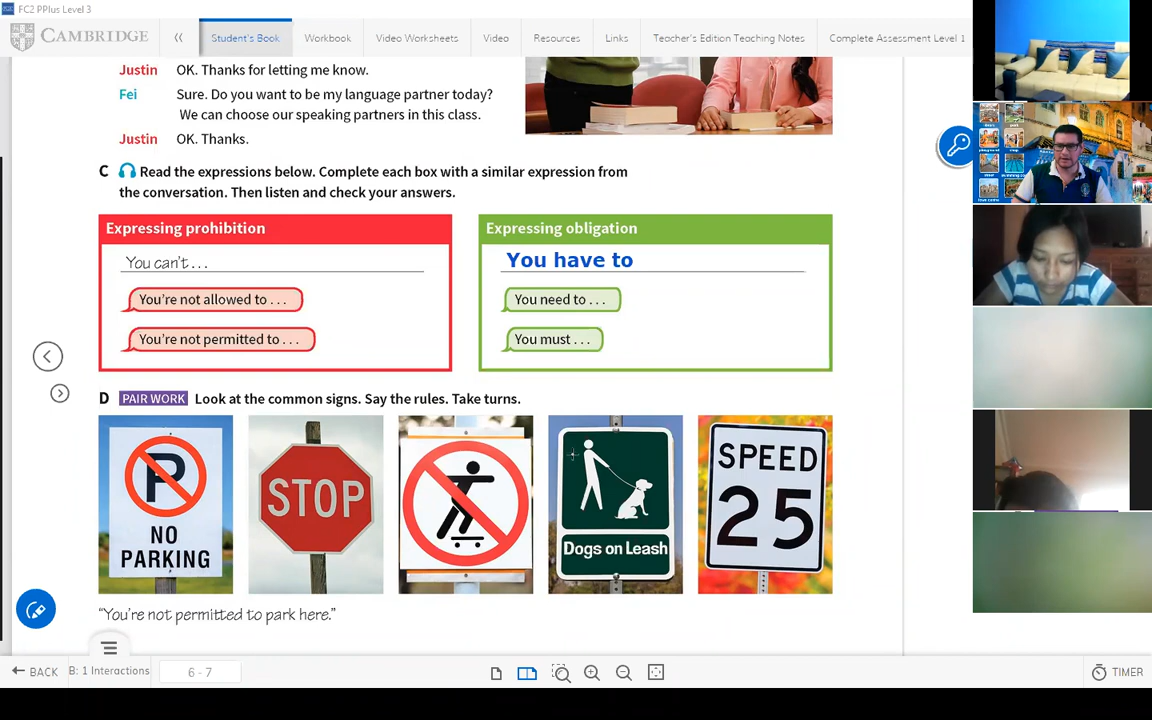 FC2 PPlus Level 3
CAMBRIDGE
Student's Book
Workbook
Video Worksheets
Video
Resources
Links
Teacher's Edition Teaching Notes
Complete Assessment Level 1
Justin OK. Thanks for letting me know.
Fei Sure. Do you want to be my language partner today?
We can choose our speaking partners in this class.
Justin OK. Thanks.
C Read the expressions below. Complete each box with a similar expression from
the conversation. Then listen and check your answers.
Expressing prohibition
You can't . . .
You're not allowed to . . .
You're not permitted to . . .
Expressing obligation
You have to
You need to . . .
You must . . .
D PAIR WORK Look at the common signs. Say the rules. Take turns.
P
NO
PARKING
STOP
Dogs on Leash
SPEED
25
"You're not permitted to park here."
BACK
B: 1 Interactions
6 - 7
TIMER